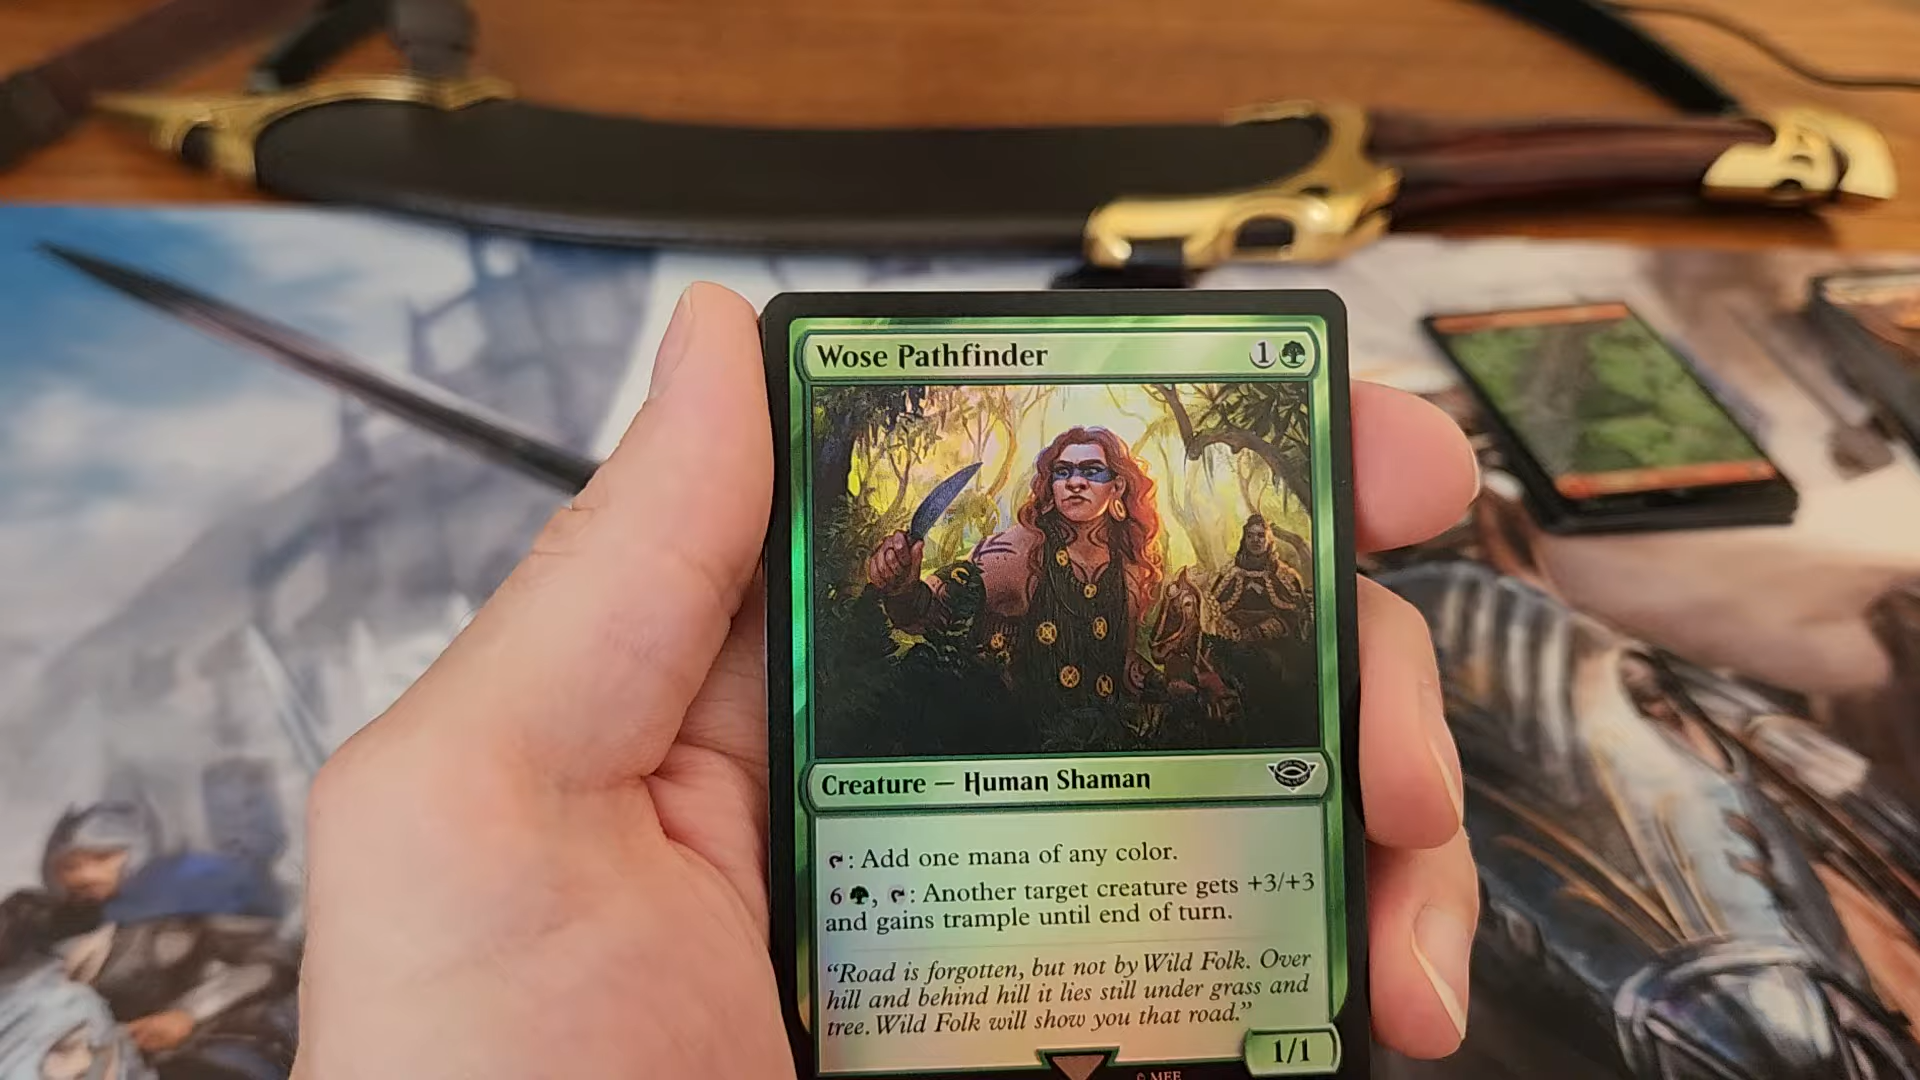 Wose Pathfinder 1
Creature — Human Shaman
: Add one mana of any color.
6 , : Another target creature gets +3/+3
and gains trample until end of turn.
“Road is forgotten, but not by Wild Folk. Over
hill and behind hill it lies still under grass and
tree. Wild Folk will show you that road.”
1/1
© MEE